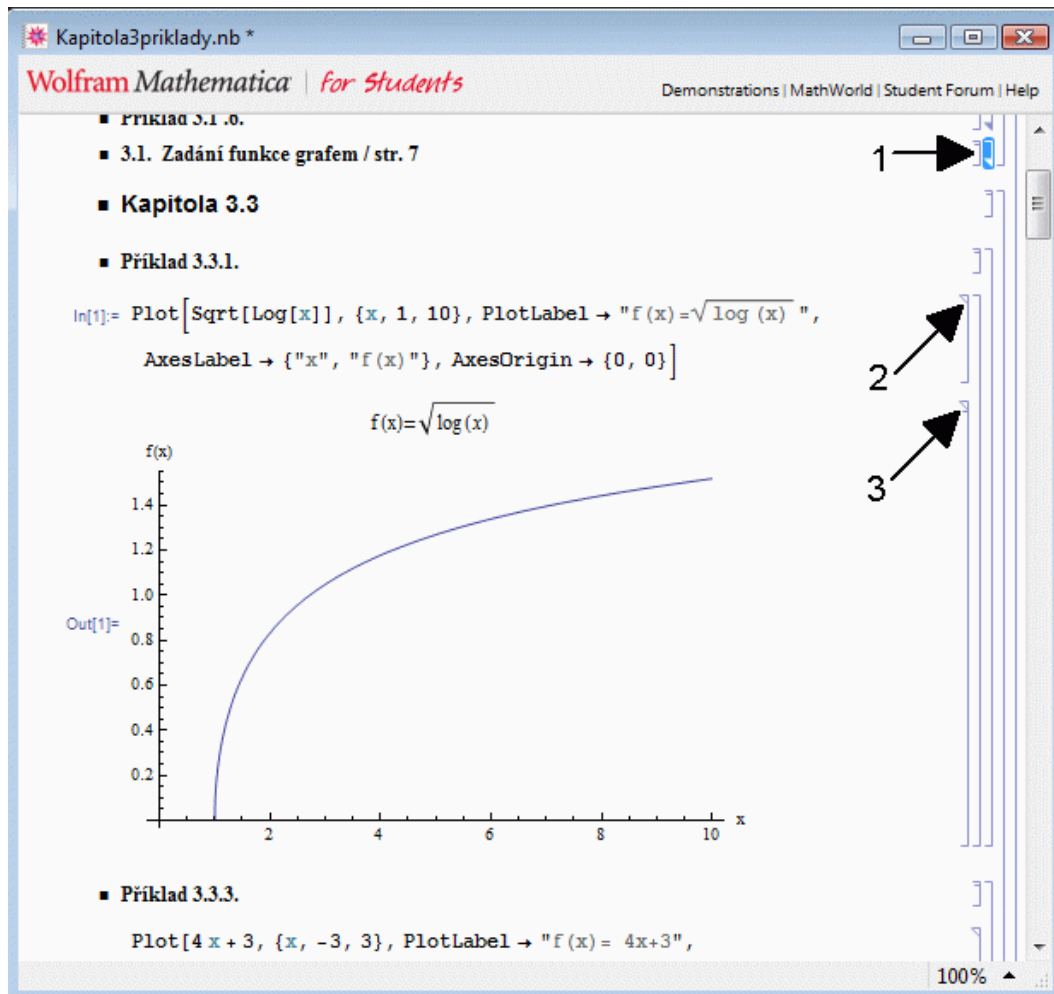 Kapitola3priklady.nb *
Wolfram Mathematica | for Students
Demonstrations | MathWorld | Student Forum | Help
Příklad 3.1 .6.
3.1. Zadání funkce grafem / str. 7
1
Kapitola 3.3
Příklad 3.3.1.
In[1]:= Plot[Sqrt[Log[x]], {x, 1, 10}, PlotLabel → "f(x)=√log (x) ",
AxesLabel → {"x", "f(x)"}, AxesOrigin → {0, 0}]
2
3
f(x)=√log(x)
f(x)
1.4
1.2
1.0
Out[1]=
0.8
0.6
0.4
0.2
2 4 6 8 10 x
Příklad 3.3.3.
Plot[4 x + 3, {x, -3, 3}, PlotLabel → "f(x)= 4x+3",
100%